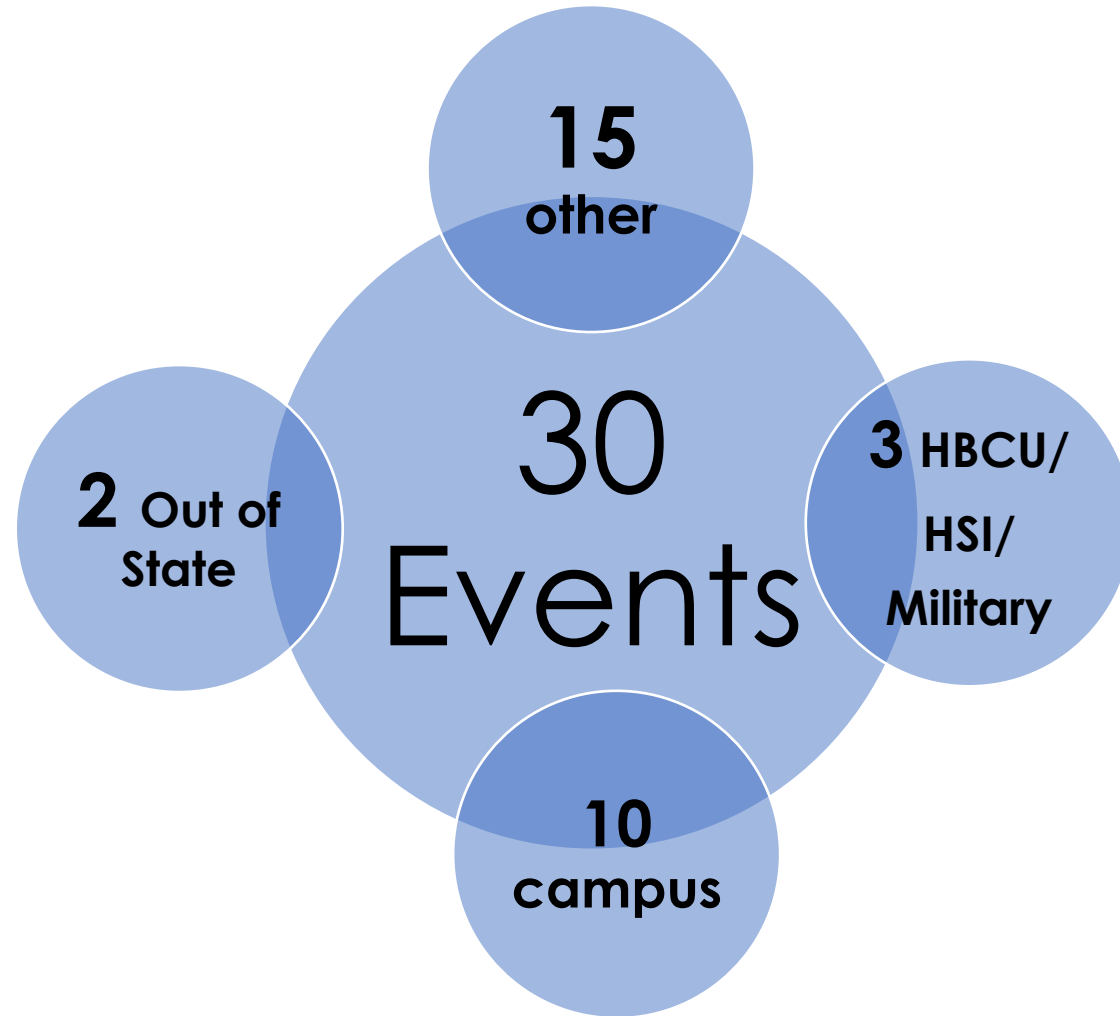 15
other
30
Events
2 Out of
State
3 HBCU/
HSI/
Military
10
campus